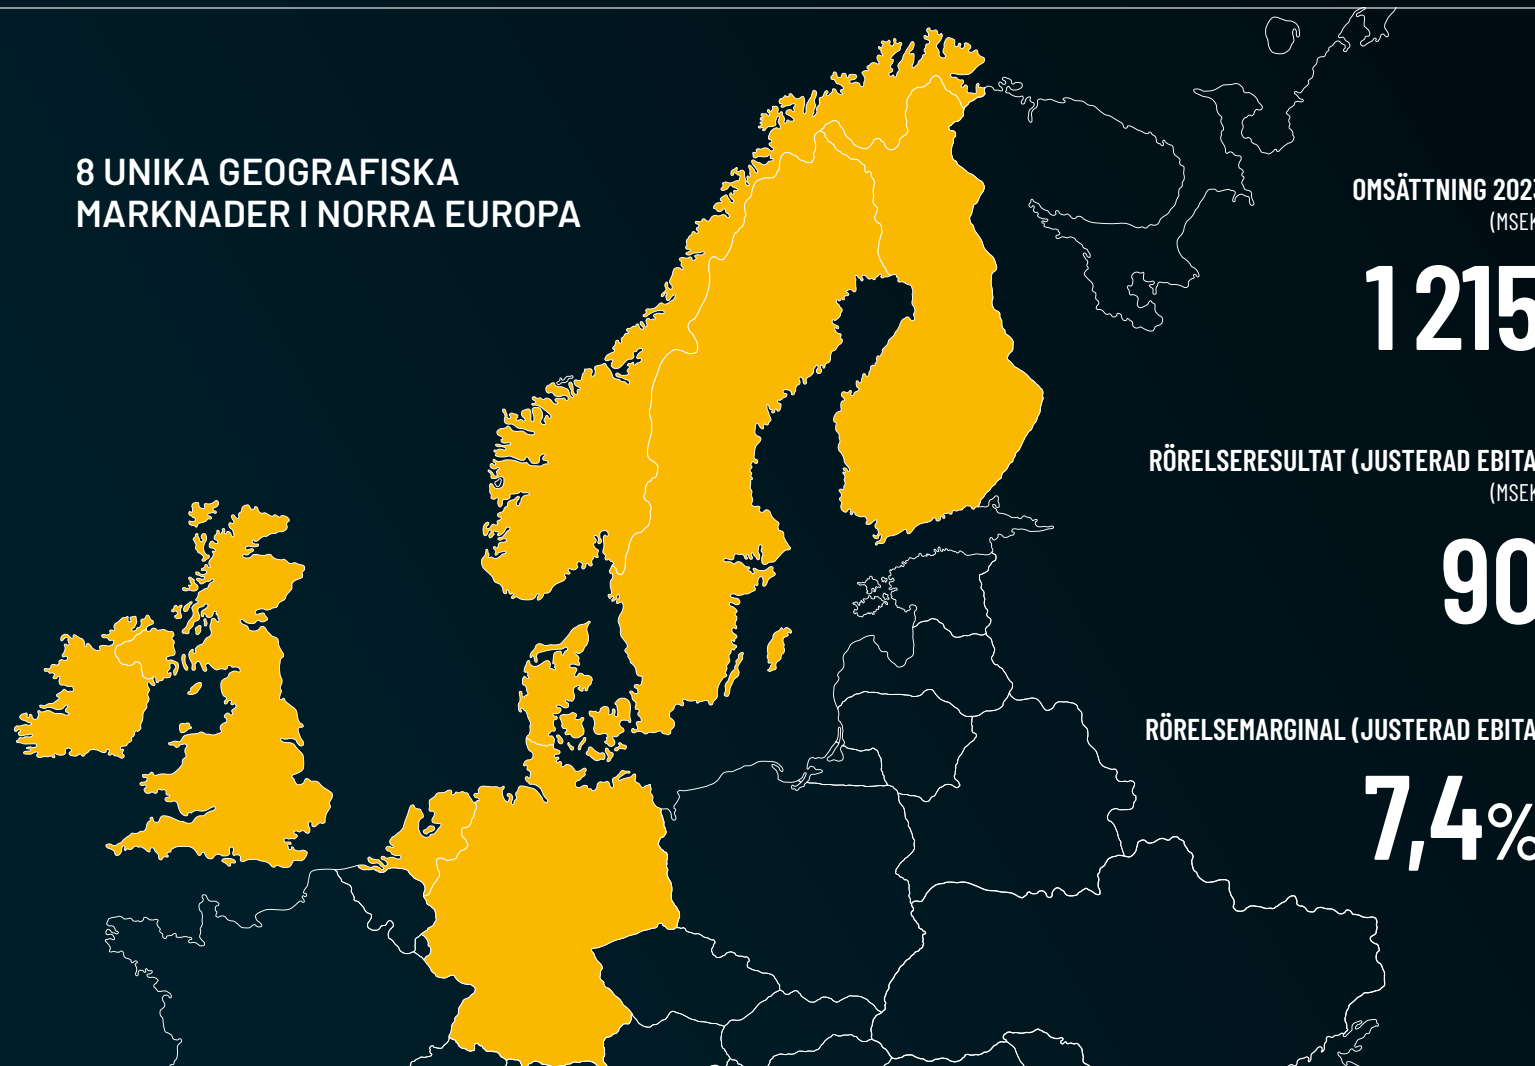 8 UNIKA GEOGRAFISKA
MARKNADER I NORRA EUROPA
OMSÄTTNING 2023
(MSEK
1 215
RÖRELSERESULTAT (JUSTERAD EBITA
(MSEK
90
RÖRELSEMARGINAL (JUSTERAD EBITA
7,4%